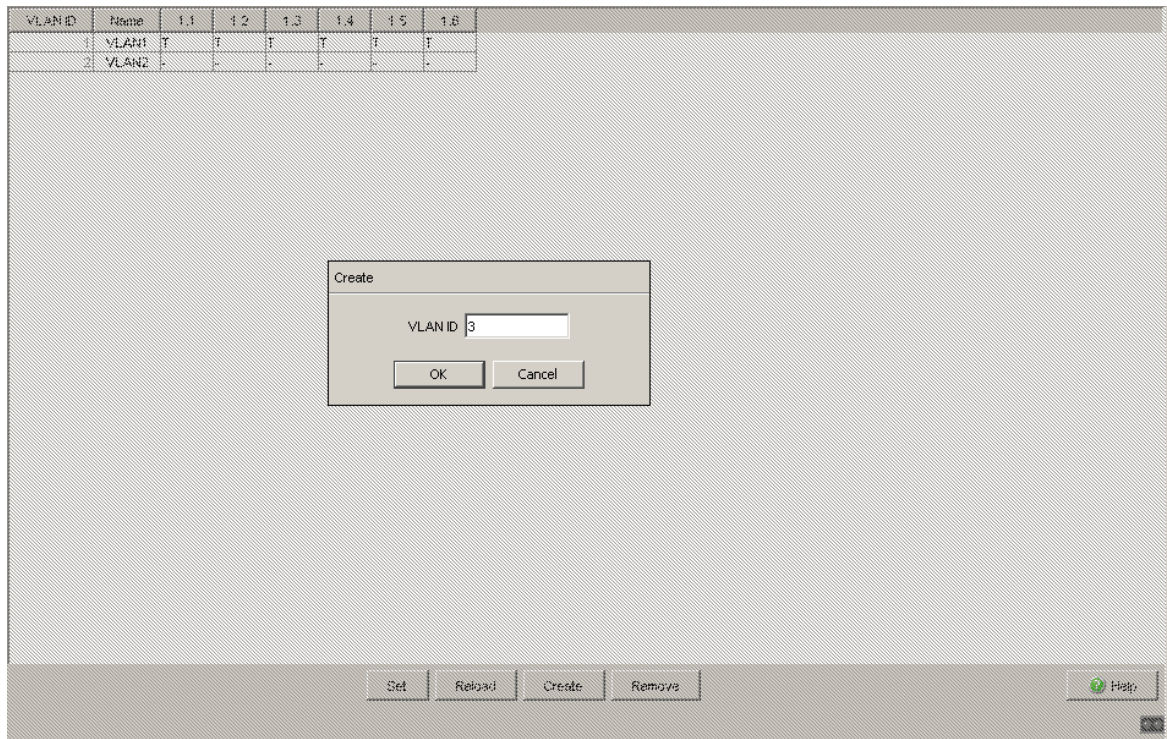 VLAN ID Name 1.1 1.2 1.3 1.4 1.5 1.6
1 VLAN1 T T T T T T
2 VLAN2 - - - - - -
Create
VLAN ID 3
OK Cancel
Set Reload Create Remove Help